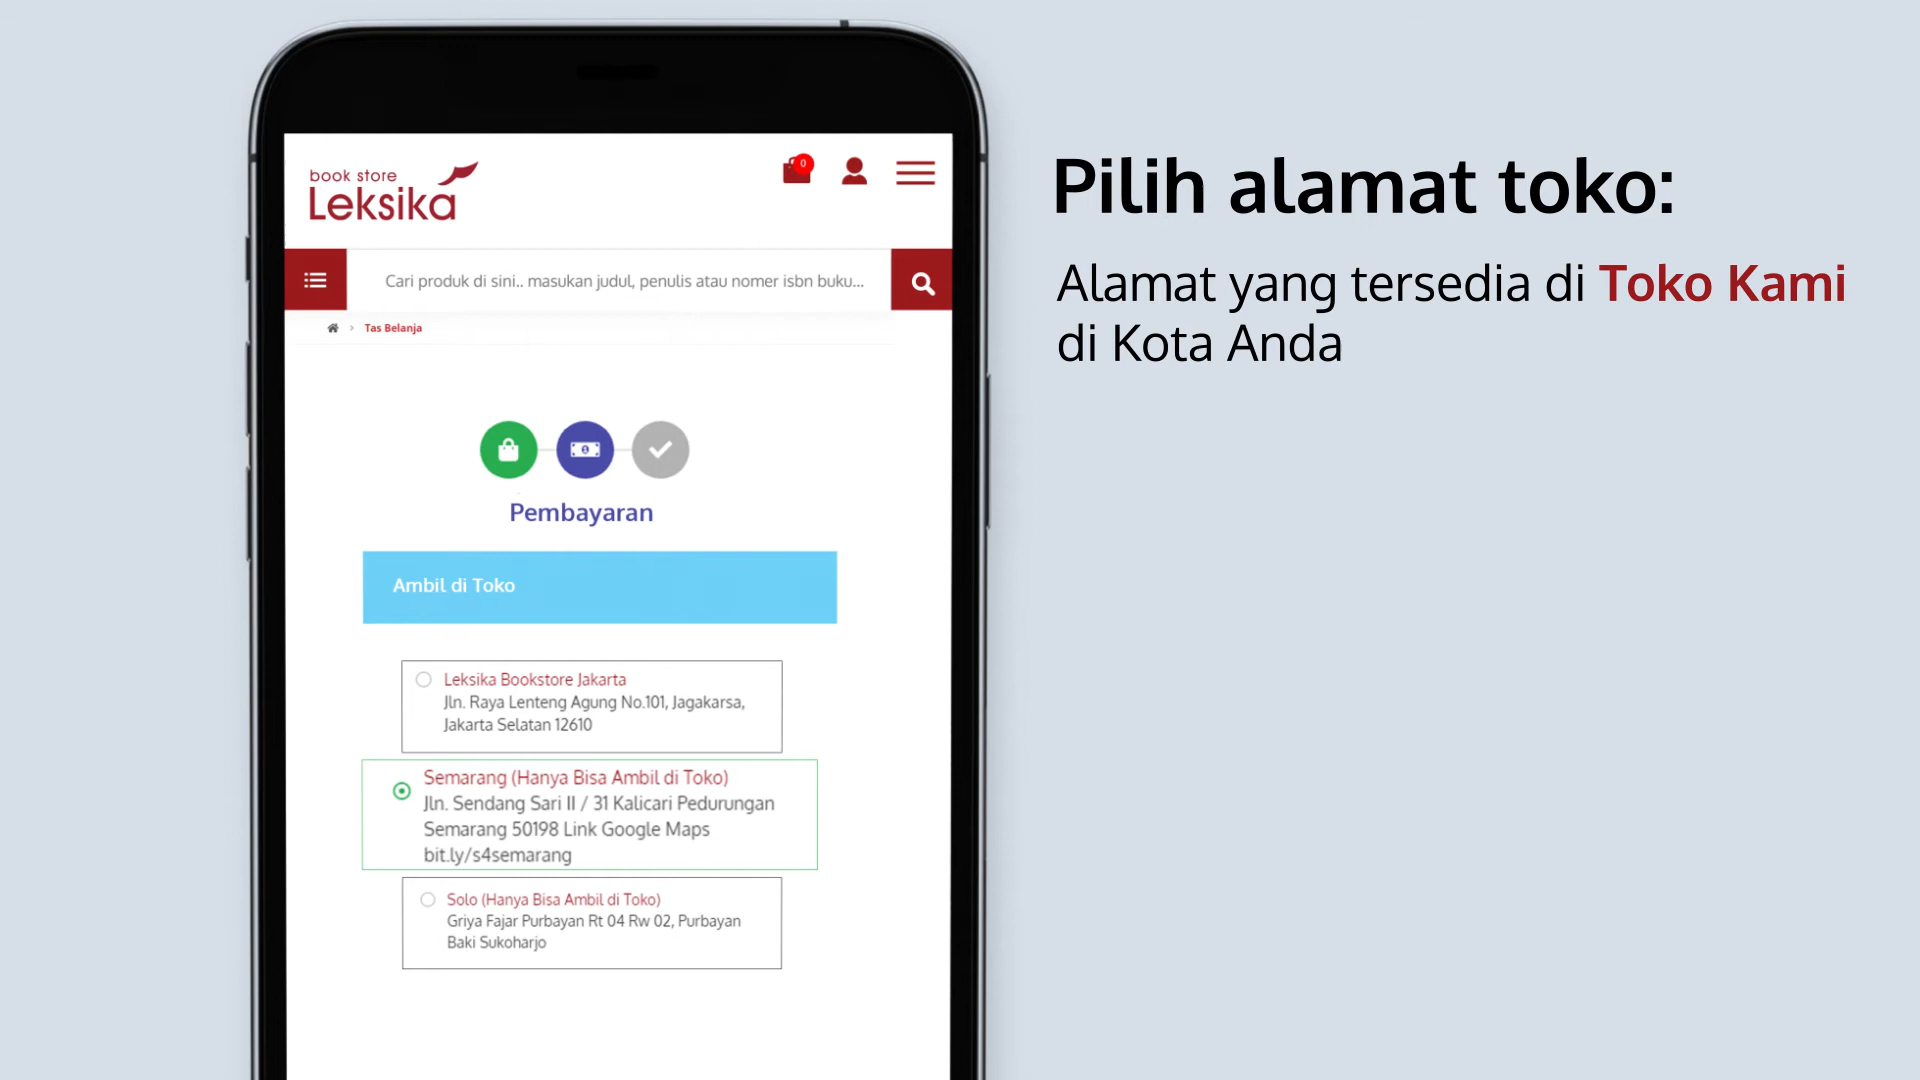 book store
Leksika
0
Cari produk di sini.. masukan judul, penulis atau nomer isbn buku...
Tas Belanja
Pembayaran
Ambil di Toko
Leksika Bookstore Jakarta
Jln. Raya Lenteng Agung No.101, Jagakarsa,
Jakarta Selatan 12610
Semarang (Hanya Bisa Ambil di Toko)
Jln. Sendang Sari II / 31 Kalicari Pedurungan
Semarang 50198 Link Google Maps
bit.ly/s4semarang
Solo (Hanya Bisa Ambil di Toko)
Griya Fajar Purbayan Rt 04 Rw 02, Purbayan
Baki Sukoharjo
Pilih alamat toko:
Alamat yang tersedia di Toko Kami
di Kota Anda